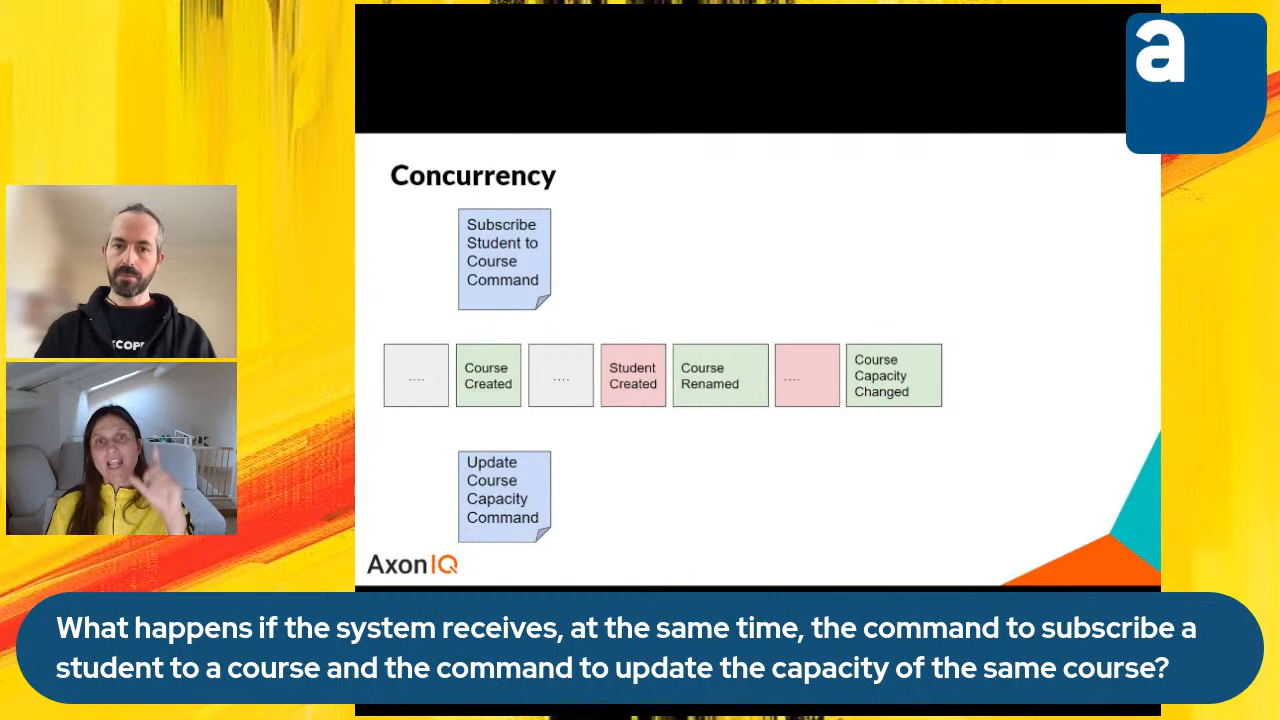 a
Concurrency
Subscribe
Student to
Course
Command
....
Course
Created
....
Student
Created
Course
Renamed
....
Course
Capacity
Changed
Update
Course
Capacity
Command
AxonIQ
What happens if the system receives, at the same time, the command to subscribe a
student to a course and the command to update the capacity of the same course?